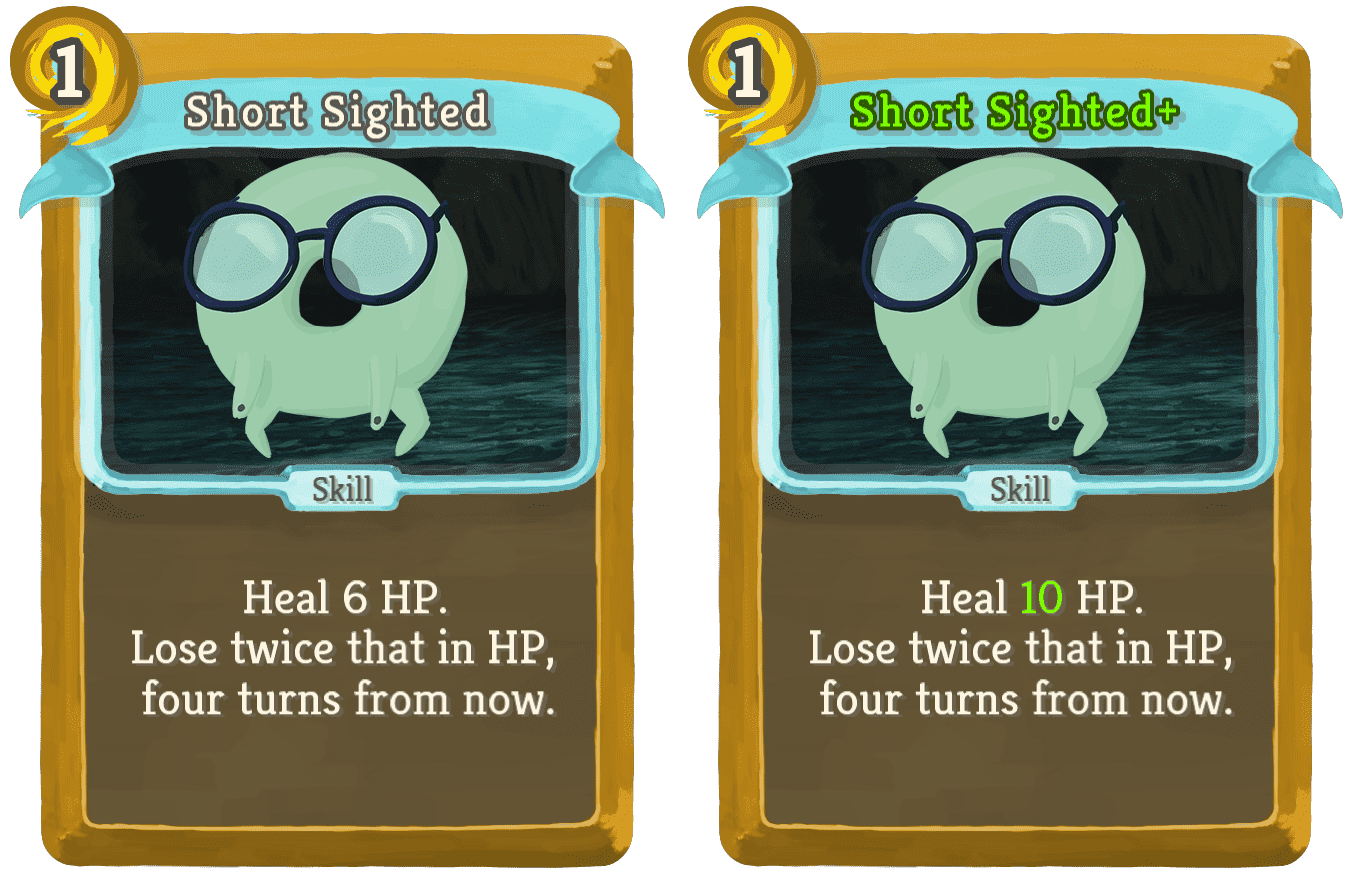 1
Short Sighted
Skill
Heal 6 HP.
Lose twice that in HP,
four turns from now.
1
Short Sighted+
Skill
Heal 10 HP.
Lose twice that in HP,
four turns from now.